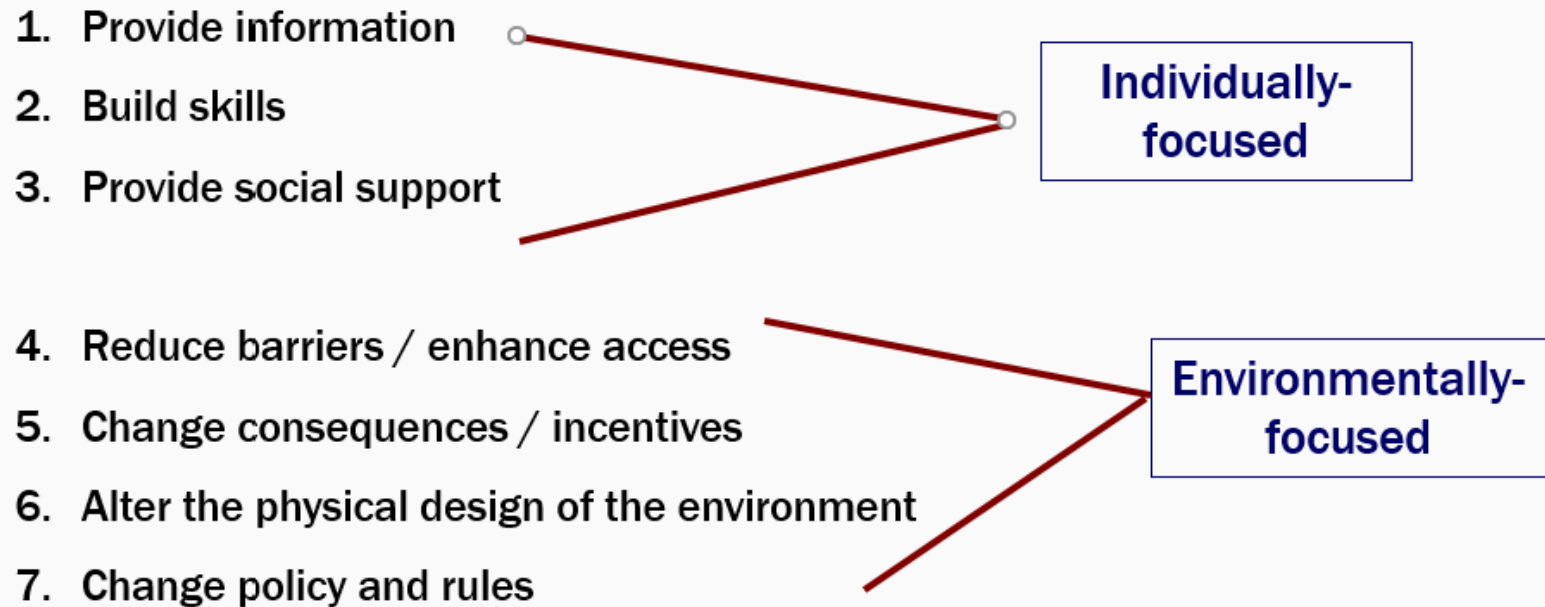 1. Provide information
2. Build skills
3. Provide social support
Individually-
focused
4. Reduce barriers / enhance access
5. Change consequences / incentives
6. Alter the physical design of the environment
7. Change policy and rules
Environmentally-
focused